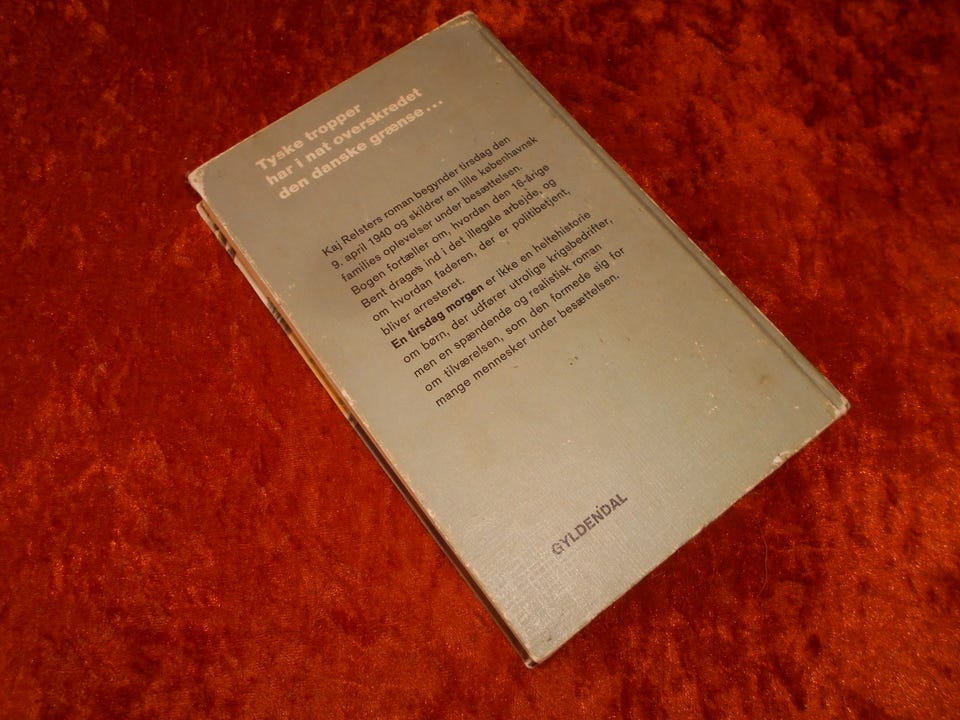 Tyske tropper
har i nat overskredet
den danske grænse...
Kaj Relsters roman begynder tirsdag den
9. april 1940 og skildrer en lille københavnsk
families oplevelser under besættelsen.
Bogen fortæller om, hvordan den 16-årige
Bent drages ind i det illegale arbejde, og
om hvordan faderen, der er politibetjent,
bliver arresteret.
En tirsdag morgen er ikke en heltehistorie
om børn, der udfører utrolige krigsbedrifter,
men en spændende og realistisk roman
om tilværelsen, som den formede sig for
mange mennesker under besættelsen.
GYLDENDAL